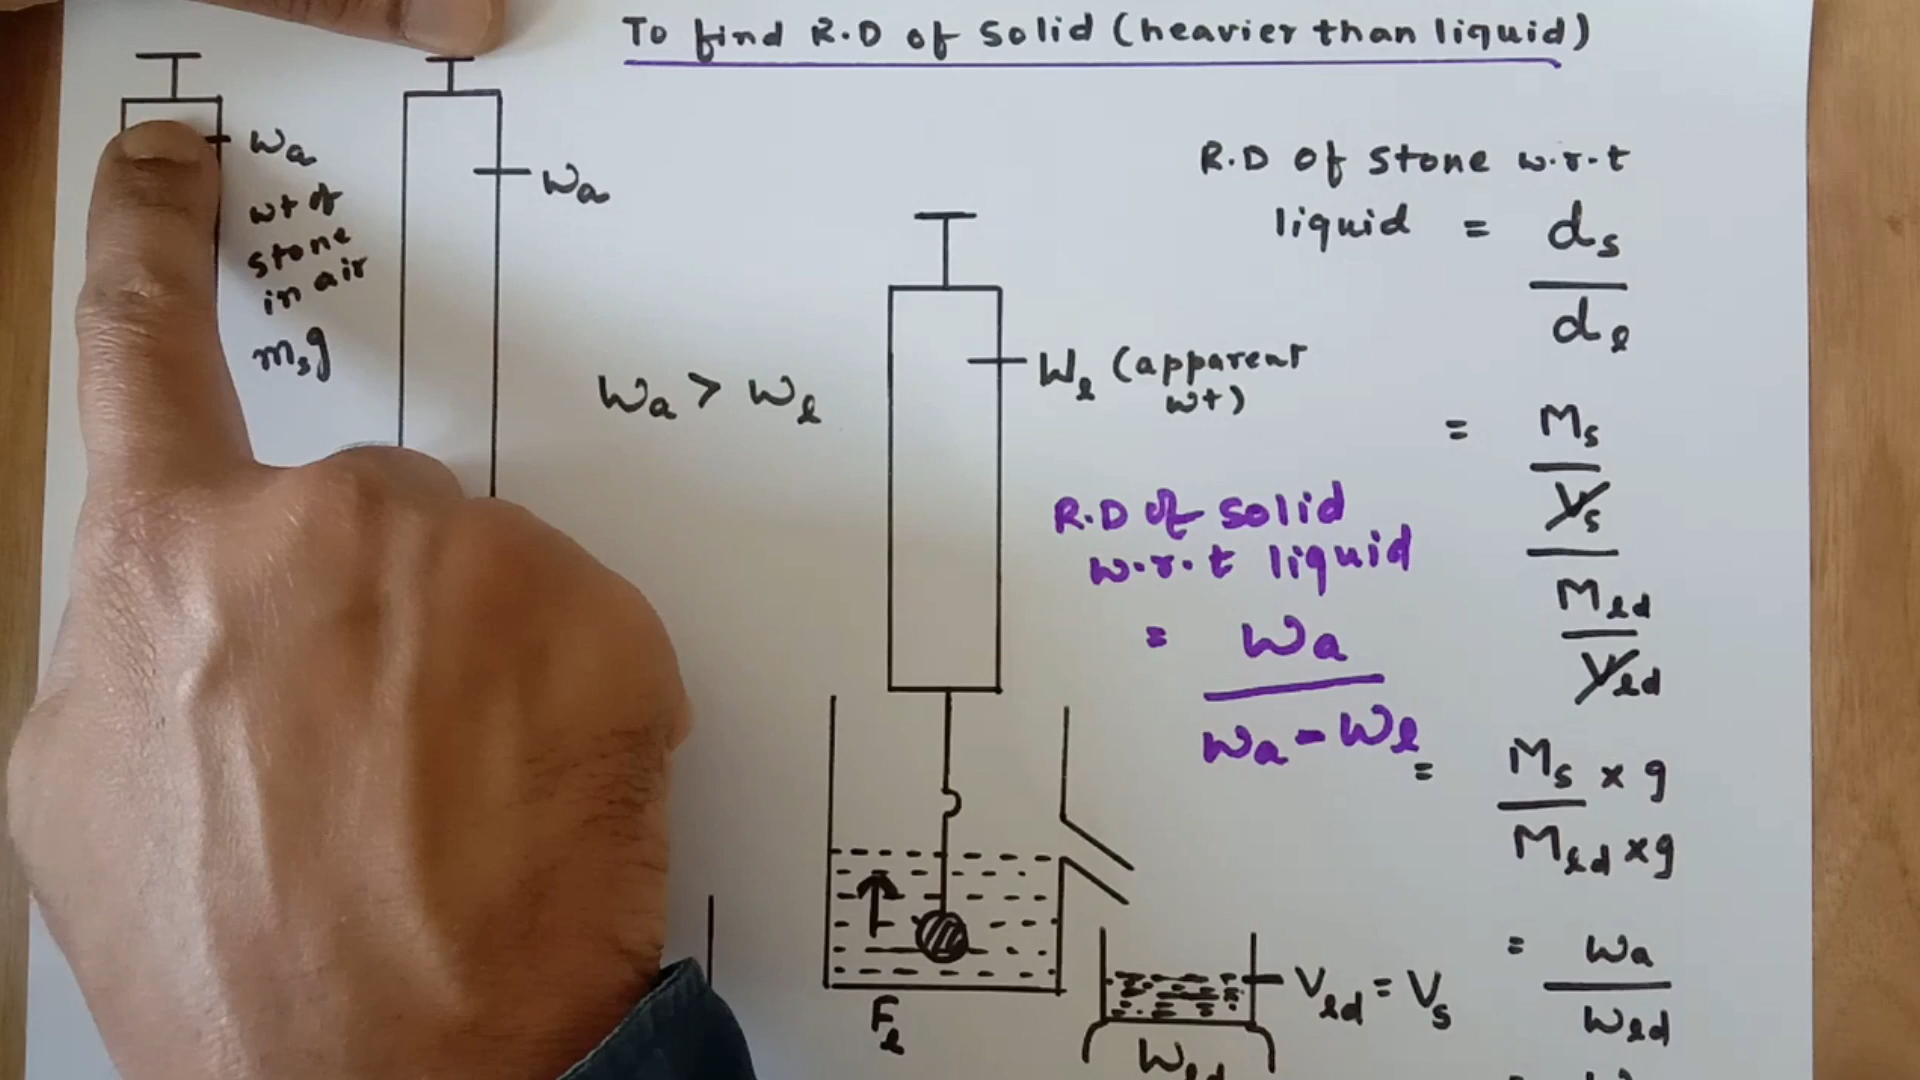 To find R.D of Solid (heavier than liquid)
Wa
wt of
stone
in air
msg
Wa
Wa > Wl
Wl (apparent
wt)
R.D of solid
w.r.t liquid
= Wa
Wa - Wl
Fl
Vld = Vs
Wld
R.D of stone w.r.t
liquid = ds
dl
= Ms
Vs
Mld
Vld
= Ms x g
Mld x g
= Wa
Wld